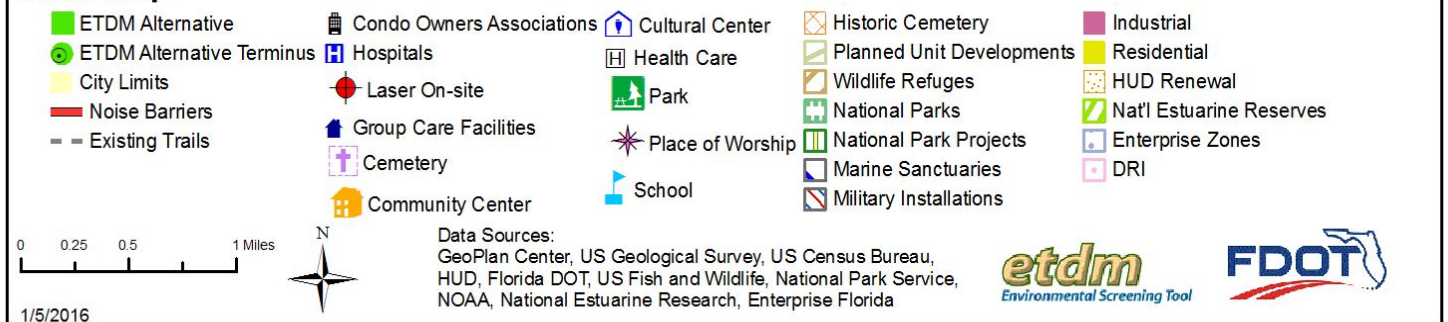 ETDM Alternative
ETDM Alternative Terminus
City Limits
Noise Barriers
Existing Trails
Condo Owners Associations
H Hospitals
Laser On-site
Group Care Facilities
Cemetery
Community Center
Cultural Center
H Health Care
Park
Place of Worship
School
Historic Cemetery
Planned Unit Developments
Wildlife Refuges
National Parks
National Park Projects
Marine Sanctuaries
Military Installations
Industrial
Residential
HUD Renewal
Nat'l Estuarine Reserves
Enterprise Zones
DRI
0 0.25 0.5 1 Miles
N
Data Sources:
GeoPlan Center, US Geological Survey, US Census Bureau,
HUD, Florida DOT, US Fish and Wildlife, National Park Service,
NOAA, National Estuarine Research, Enterprise Florida
etdm
Environmental Screening Tool
FDOT
1/5/2016